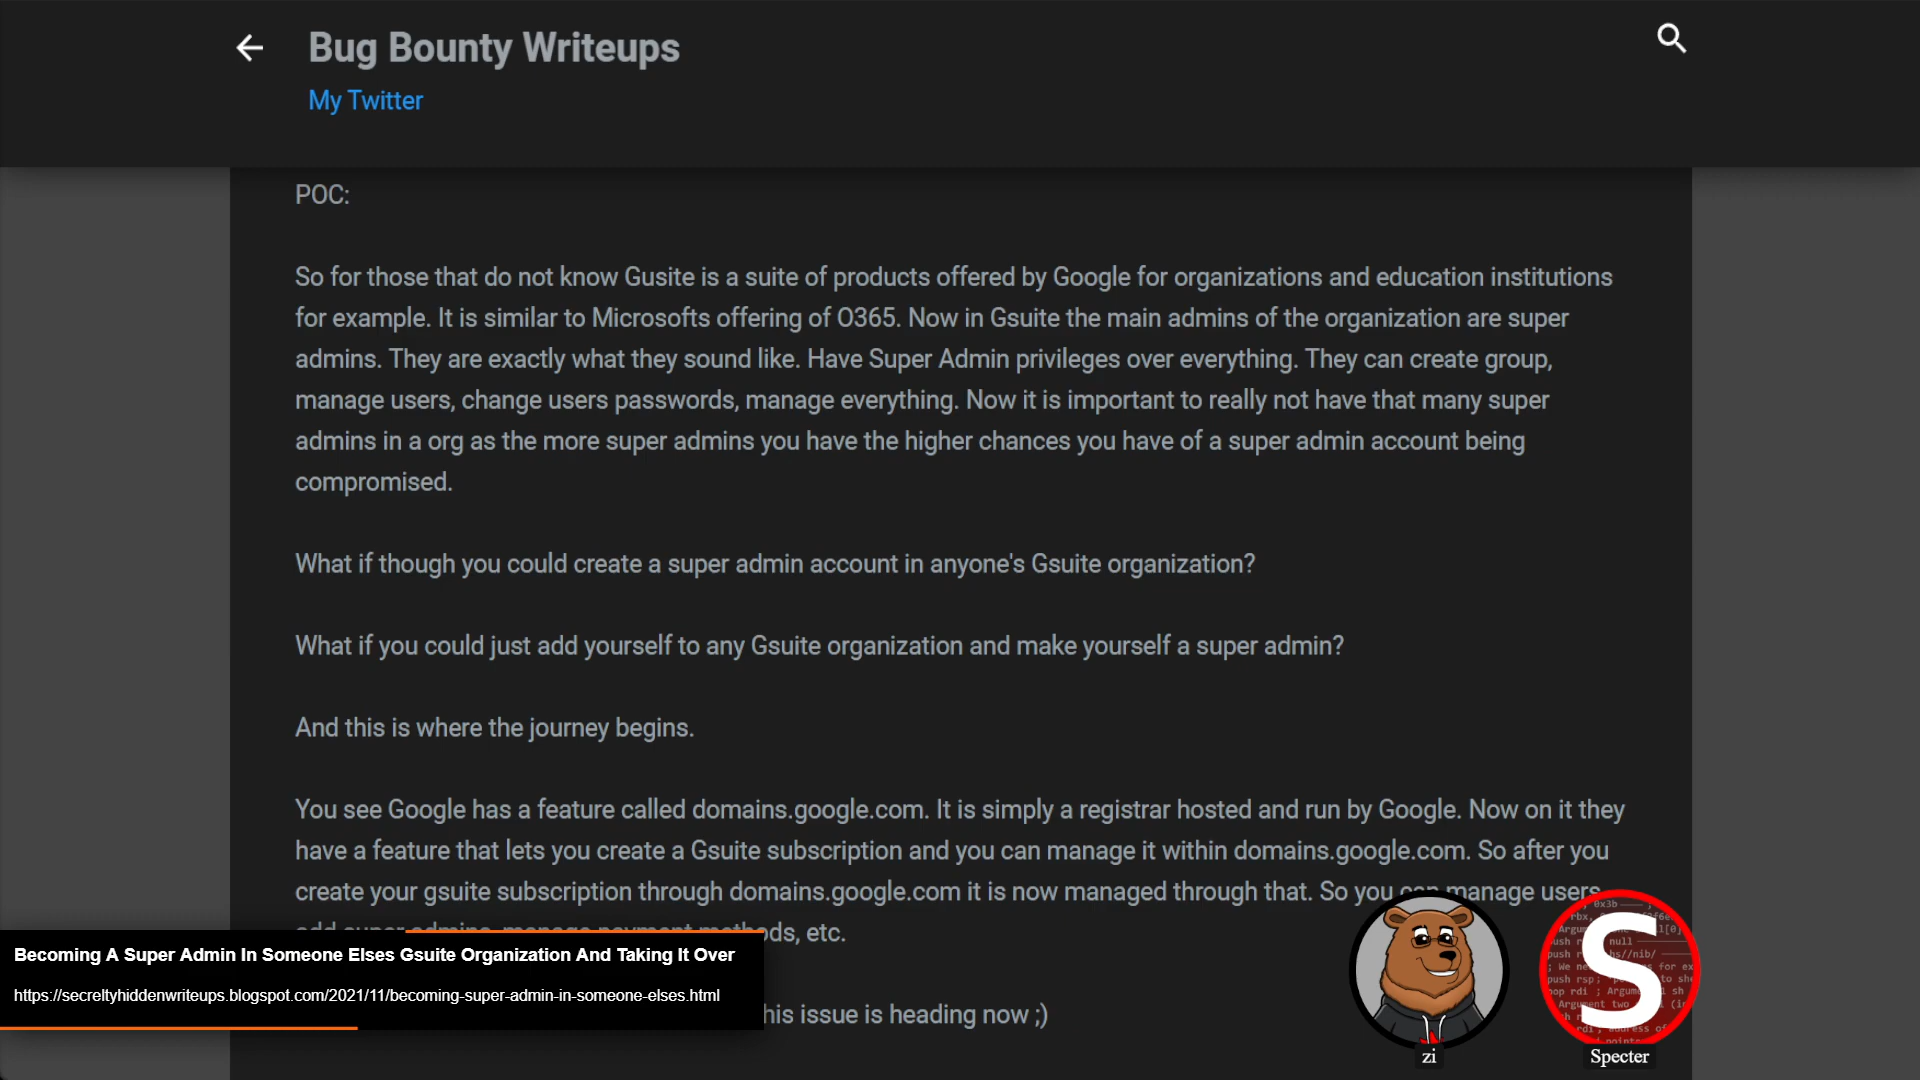 Bug Bounty Writeups
My Twitter
POC:
So for those that do not know Gusite is a suite of products offered by Google for organizations and education institutions
for example. It is similar to Microsofts offering of O365. Now in Gsuite the main admins of the organization are super
admins. They are exactly what they sound like. Have Super Admin privileges over everything. They can create group,
manage users, change users passwords, manage everything. Now it is important to really not have that many super
admins in a org as the more super admins you have the higher chances you have of a super admin account being
compromised.
What if though you could create a super admin account in anyone's Gsuite organization?
What if you could just add yourself to any Gsuite organization and make yourself a super admin?
And this is where the journey begins.
You see Google has a feature called domains.google.com. It is simply a registrar hosted and run by Google. Now on it they
have a feature that lets you create a Gsuite subscription and you can manage it within domains.google.com. So after you
create your gsuite subscription through domains.google.com it is now managed through that. So you can manage users,
add super admins, manage payment methods, etc.
his issue is heading now ;)
Becoming A Super Admin In Someone Elses Gsuite Organization And Taking It Over
https://secreltyhiddenwriteups.blogspot.com/2021/11/becoming-super-admin-in-someone-elses.html
S
zi
Specter